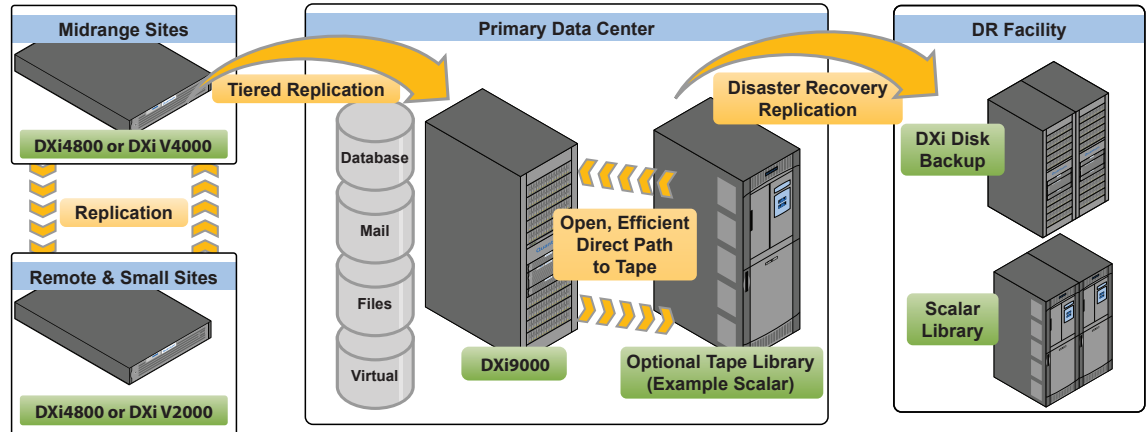 Midrange Sites
DXi4800 or DXi V4000
Replication
Remote & Small Sites
DXi4800 or DXi V2000
Primary Data Center
Tiered Replication
Database
Mail
Files
Virtual
DXi9000
Open, Efficient
Direct Path
to Tape
Optional Tape Library
(Example Scalar)
Disaster Recovery
Replication
DR Facility
DXi Disk
Backup
Scalar
Library